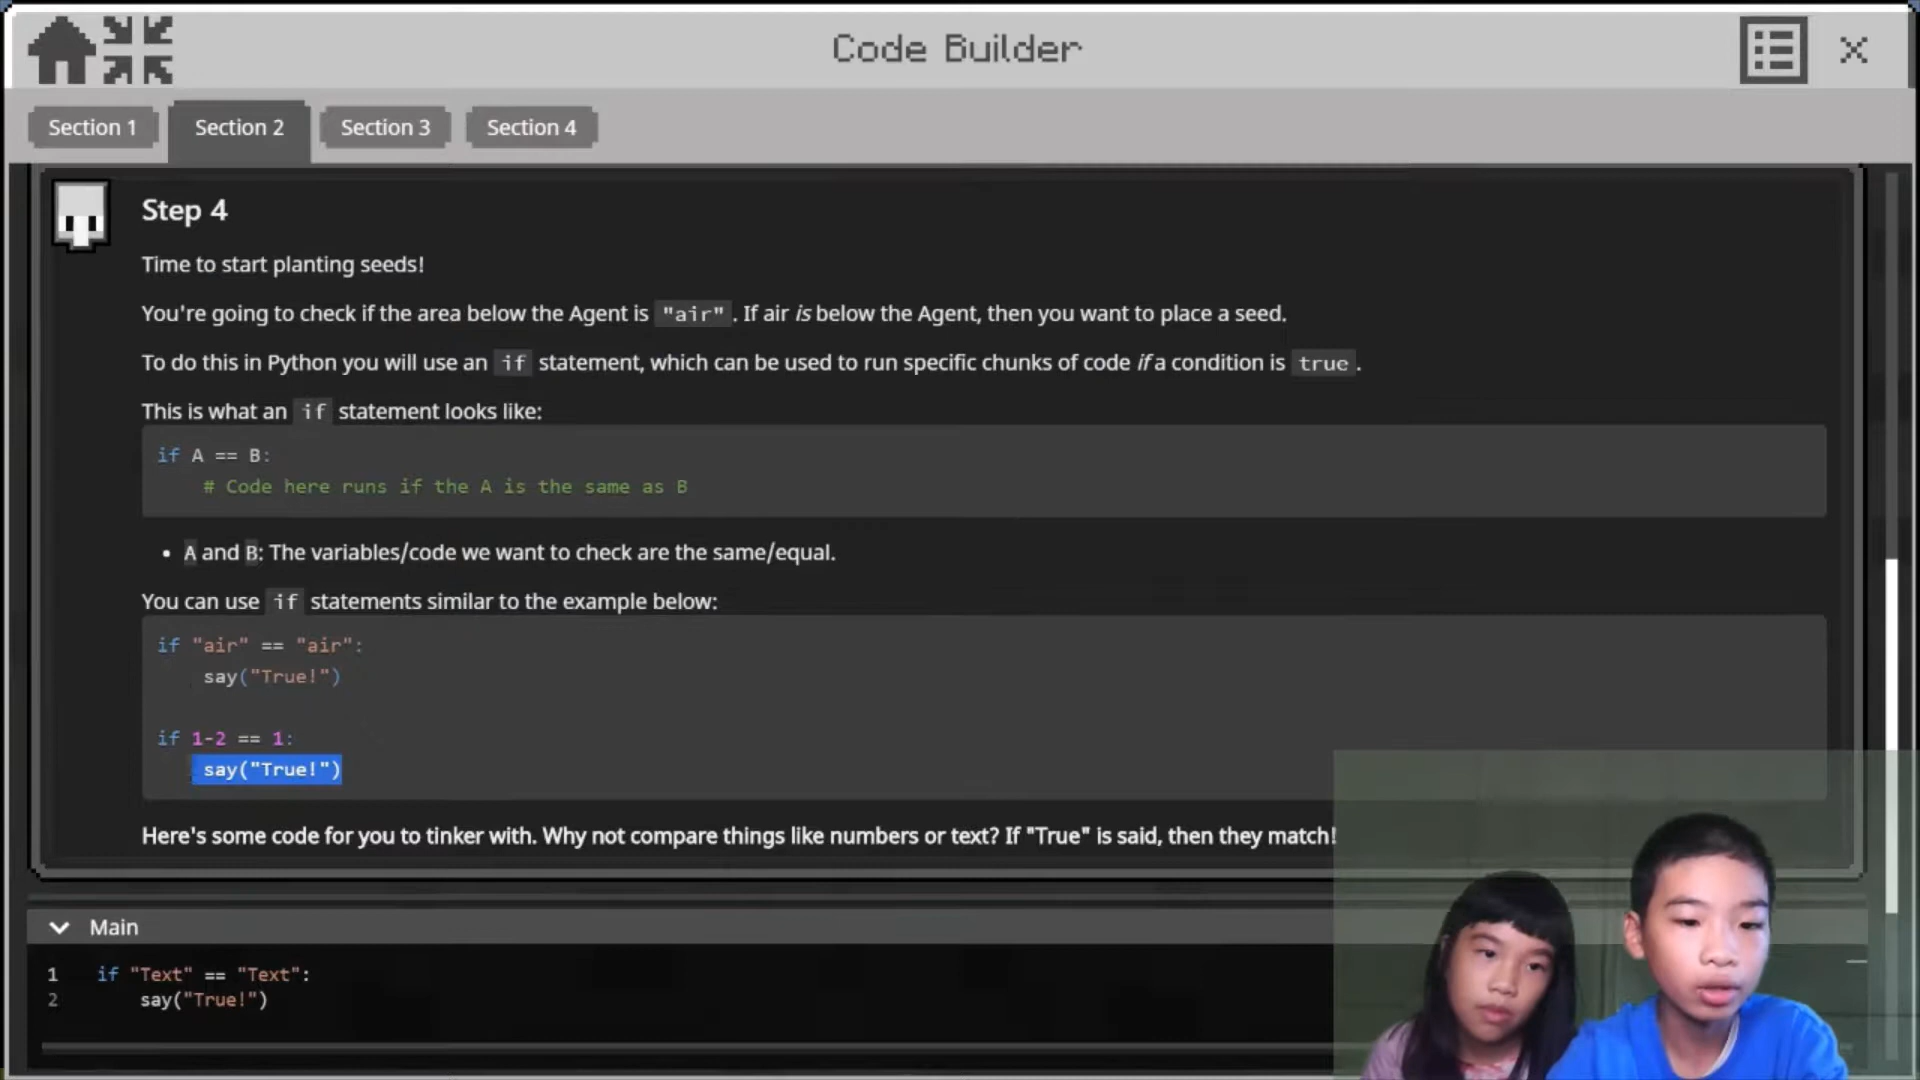 Code Builder
Section 1
Section 2
Section 3
Section 4
Step 4
Time to start planting seeds!
You're going to check if the area below the Agent is "air". If air is below the Agent, then you want to place a seed.
To do this in Python you will use an if statement, which can be used to run specific chunks of code if a condition is true.
This is what an if statement looks like:
if A == B:
# Code here runs if the A is the same as B
• A and B: The variables/code we want to check are the same/equal.
You can use if statements similar to the example below:
if "air" == "air":
say("True!")
if 1-2 == 1:
say("True!")
Here's some code for you to tinker with. Why not compare things like numbers or text? If "True" is said, then they match!
Main
1 if "Text" == "Text":
2 say("True!")